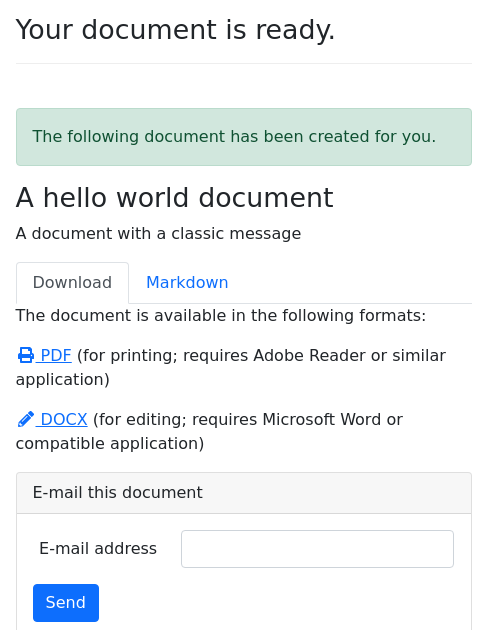 Your document is ready.
The following document has been created for you.
A hello world document
A document with a classic message
Download Markdown
The document is available in the following formats:
PDF (for printing; requires Adobe Reader or similar
application)
DOCX (for editing; requires Microsoft Word or
compatible application)
E-mail this document
E-mail address
Send